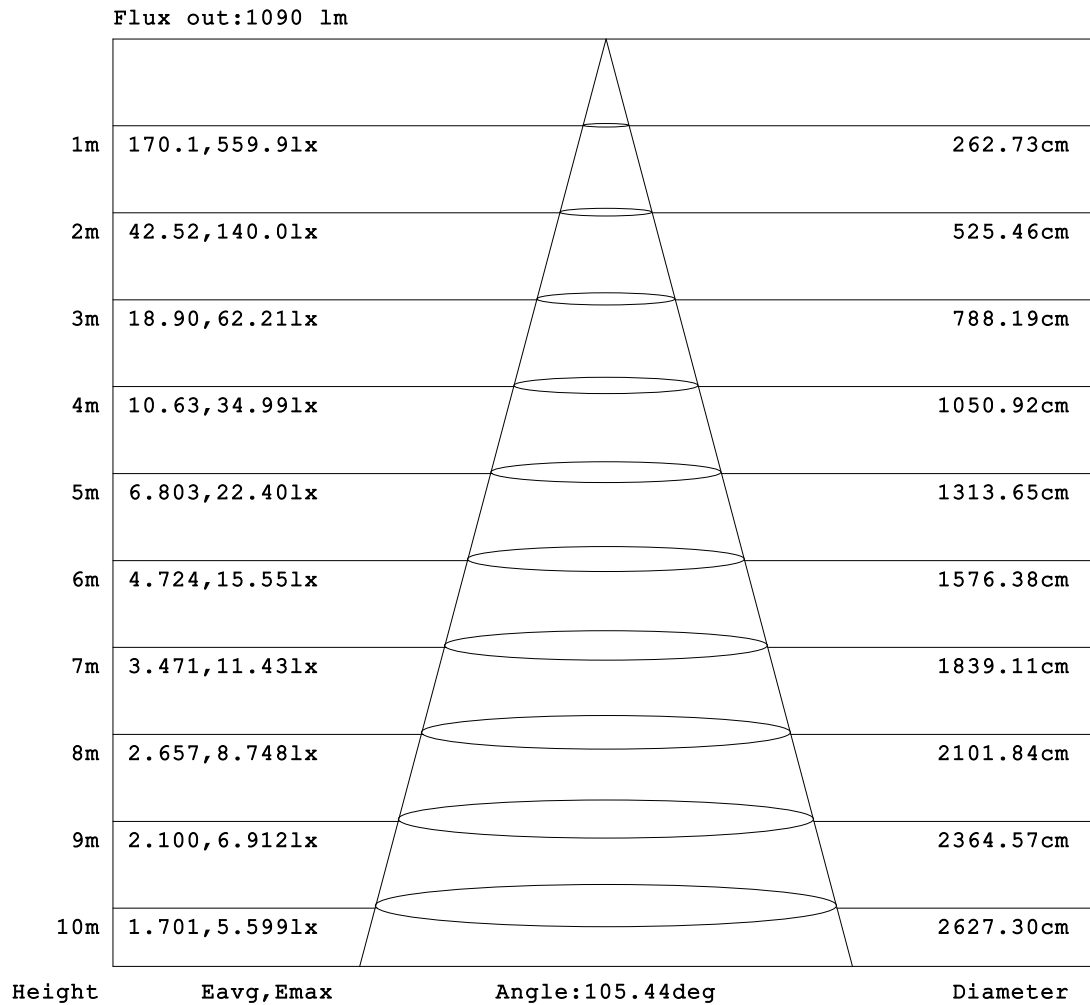 Flux out:1090 lm
1m 170.1,559.9lx 262.73cm
2m 42.52,140.0lx 525.46cm
3m 18.90,62.21lx 788.19cm
4m 10.63,34.99lx 1050.92cm
5m 6.803,22.40lx 1313.65cm
6m 4.724,15.55lx 1576.38cm
7m 3.471,11.43lx 1839.11cm
8m 2.657,8.748lx 2101.84cm
9m 2.100,6.912lx 2364.57cm
10m 1.701,5.599lx 2627.30cm
Height Eavg,Emax Angle:105.44deg Diameter